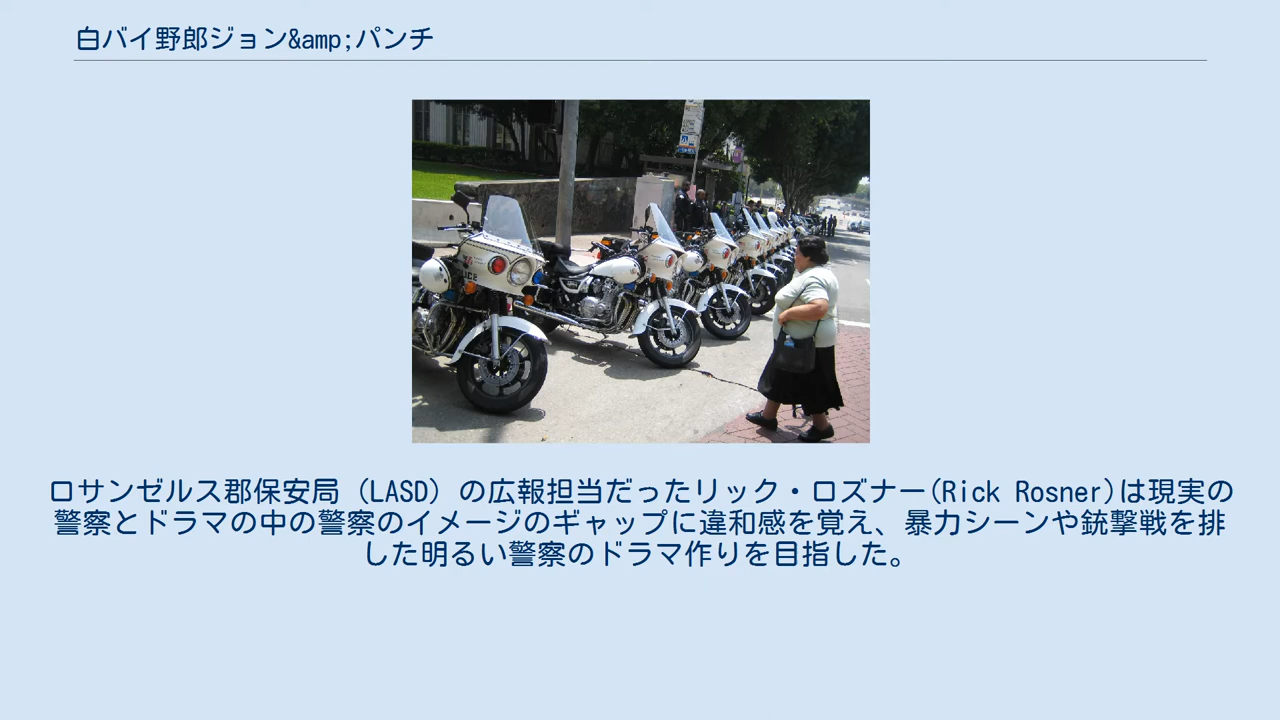 白バイ野郎ジョン&amp;パンチ
ロサンゼルス郡保安局（LASD）の広報担当だったリック・ロズナー(Rick Rosner)は現実の
警察とドラマの中の警察のイメージのギャップに違和感を覚え、暴力シーンや銃撃戦を排
した明るい警察のドラマ作りを目指した。